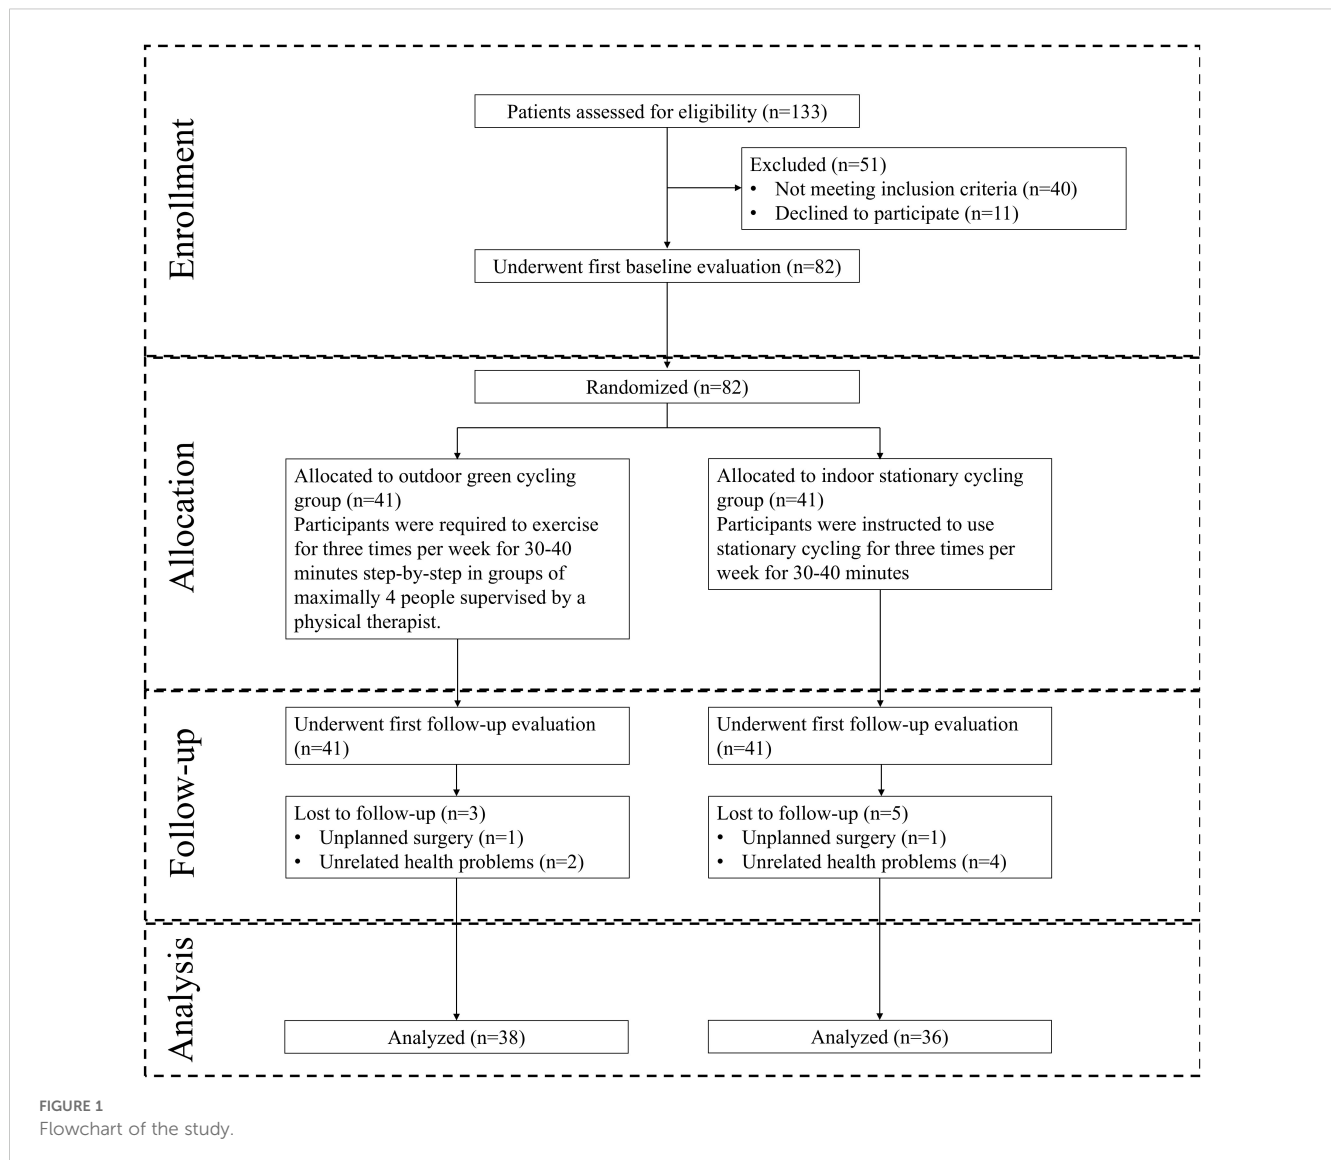 Enrollment
Patients assessed for eligibility (n=133)
Excluded (n=51)
• Not meeting inclusion criteria (n=40)
• Declined to participate (n=11)
Underwent first baseline evaluation (n=82)
Allocation
Randomized (n=82)
Allocated to outdoor green cycling
group (n=41)
Participants were required to exercise
for three times per week for 30-40
minutes step-by-step in groups of
maximally 4 people supervised by a
physical therapist.
Allocated to indoor stationary cycling
group (n=41)
Participants were instructed to use
stationary cycling for three times per
week for 30-40 minutes
Follow-up
Underwent first follow-up evaluation
(n=41)
Underwent first follow-up evaluation
(n=41)
Lost to follow-up (n=3)
• Unplanned surgery (n=1)
• Unrelated health problems (n=2)
Lost to follow-up (n=5)
• Unplanned surgery (n=1)
• Unrelated health problems (n=4)
Analysis
Analyzed (n=38)
Analyzed (n=36)
FIGURE 1
Flowchart of the study.